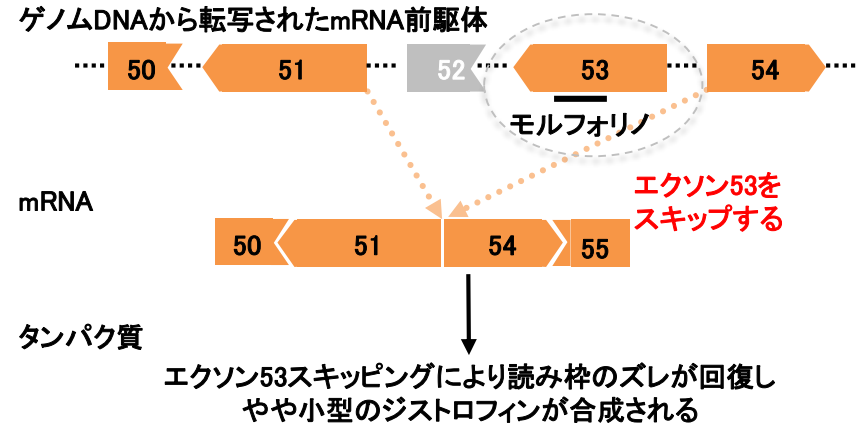 ゲノムDNAから転写されたmRNA前駆体
50 51 52 53 54
モルフォリノ
エクソン53を
スキップする
mRNA
50 51 54 55
タンパク質
エクソン53スキッピングにより読み枠のズレが回復し
やや小型のジストロフィンが合成される